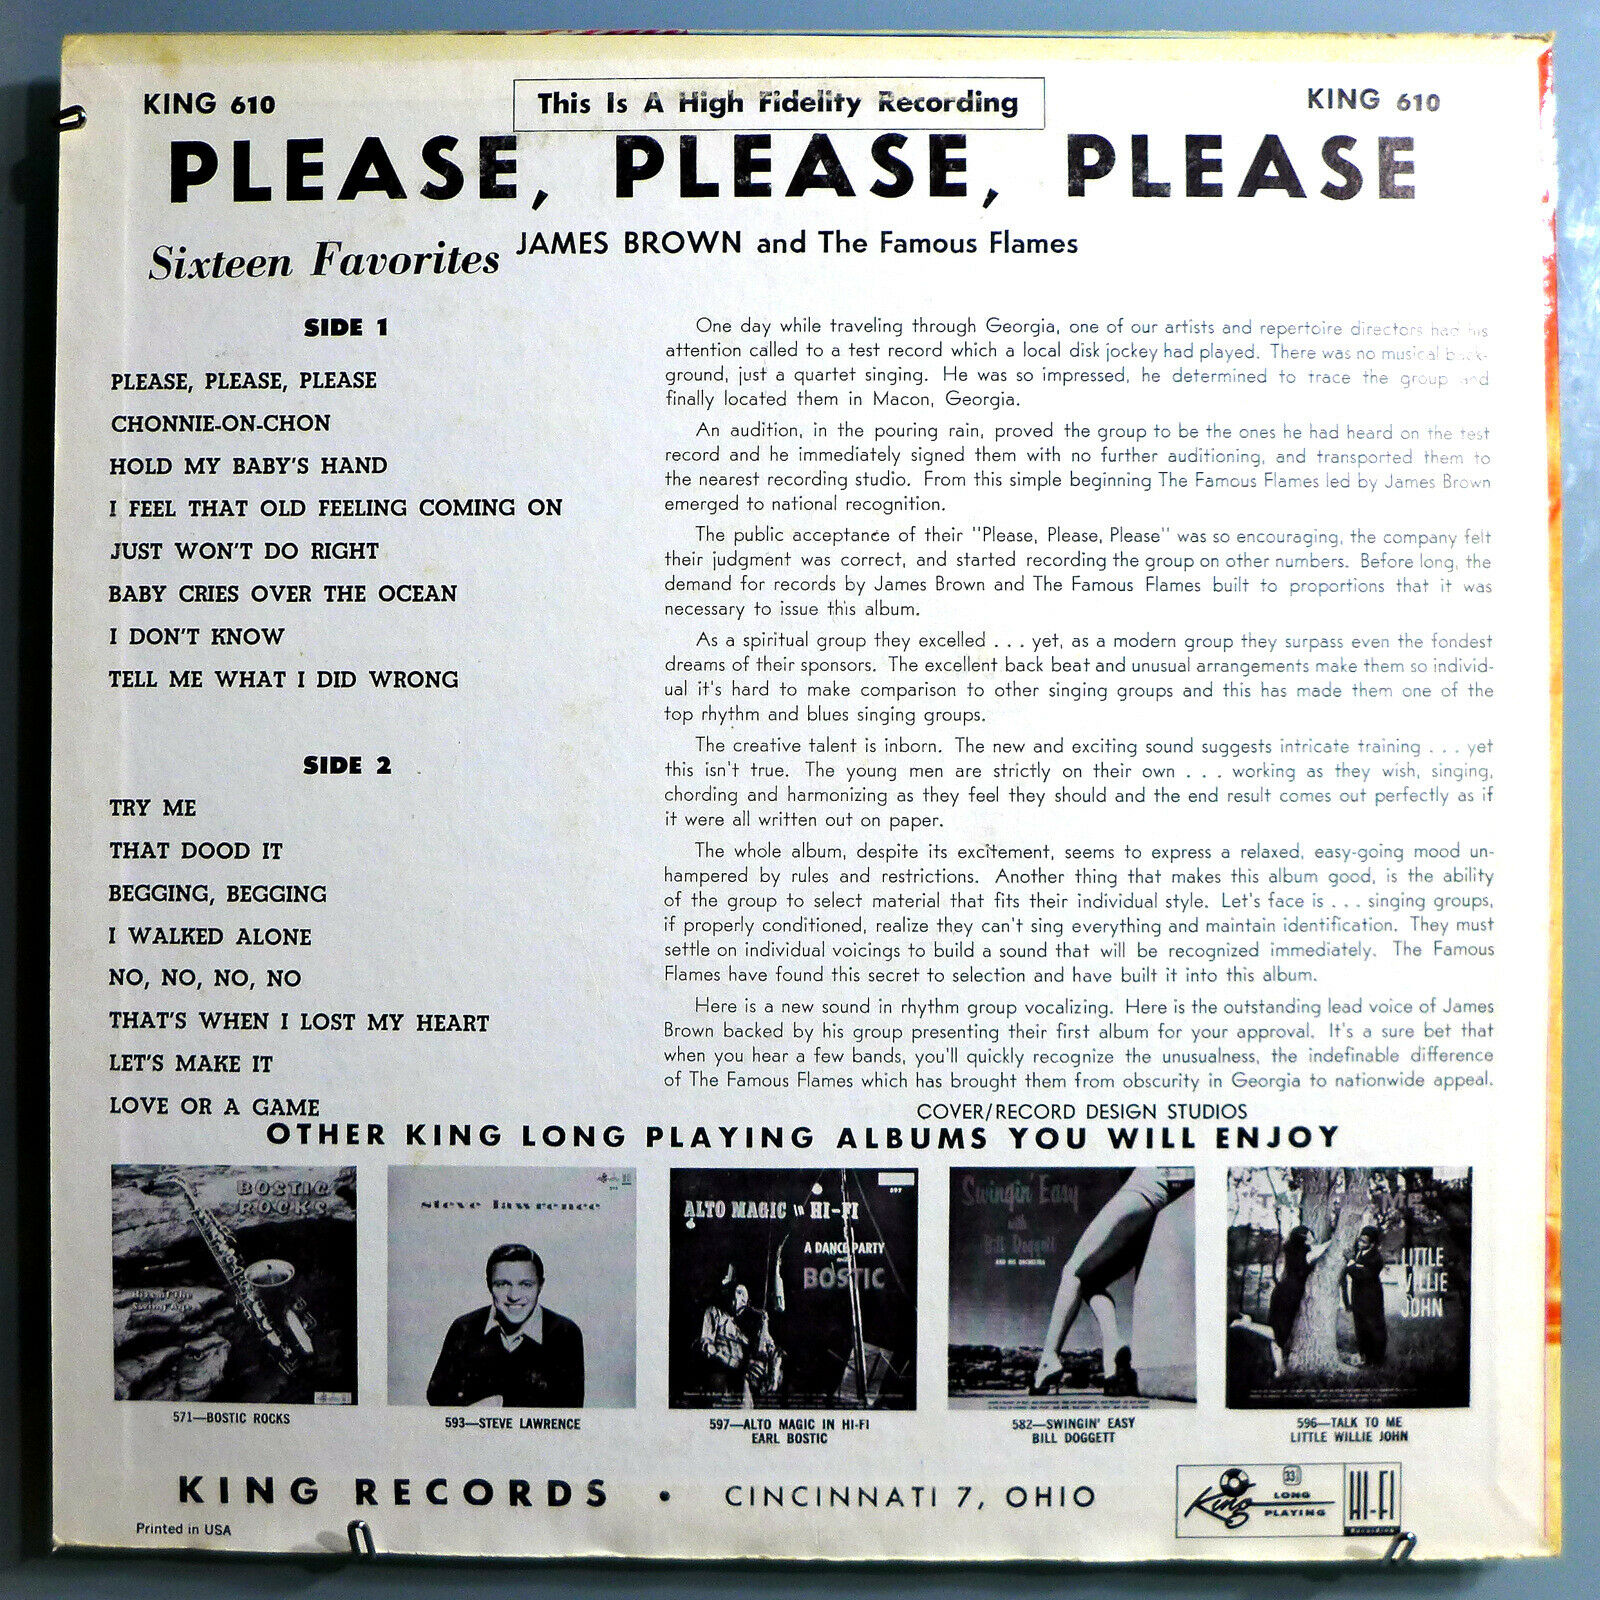 KING 610
This Is A High Fidelity Recording
KING 610
PLEASE, PLEASE, PLEASE
Sixteen Favorites
JAMES BROWN and The Famous Flames
SIDE 1
PLEASE, PLEASE, PLEASE
CHONNIE-ON-CHON
HOLD MY BABY'S HAND
I FEEL THAT OLD FEELING COMING ON
JUST WON'T DO RIGHT
BABY CRIES OVER THE OCEAN
I DON'T KNOW
TELL ME WHAT I DID WRONG
SIDE 2
TRY ME
THAT DOOD IT
BEGGING, BEGGING
I WALKED ALONE
NO, NO, NO, NO
THAT'S WHEN I LOST MY HEART
LET'S MAKE IT
LOVE OR A GAME
One day while traveling through Georgia, one of our artists and repertoire directors had his
attention called to a test record which a local disk jockey had played. There was no musical back-
ground, just a quartet singing. He was so impressed, he determined to trace the group and
finally located them in Macon, Georgia.
An audition, in the pouring rain, proved the group to be the ones he had heard on the test
record and he immediately signed them with no further auditioning, and transported them to
the nearest recording studio. From this simple beginning The Famous Flames led by James Brown
emerged to national recognition.
The public acceptance of their "Please, Please, Please" was so encouraging, the company felt
their judgment was correct, and started recording the group on other numbers. Before long, the
demand for records by James Brown and The Famous Flames built to proportions that it was
necessary to issue this album.
As a spiritual group they excelled . . . yet, as a modern group they surpass even the fondest
dreams of their sponsors. The excellent back beat and unusual arrangements make them so individ-
ual it's hard to make comparison to other singing groups and this has made them one of the
top rhythm and blues singing groups.
The creative talent is inborn. The new and exciting sound suggests intricate training . . . yet
this isn't true. The young men are strictly on their own . . . working as they wish, singing,
chording and harmonizing as they feel they should and the end result comes out perfectly as if
it were all written out on paper.
The whole album, despite its excitement, seems to express a relaxed, easy-going mood un-
hampered by rules and restrictions. Another thing that makes this album good, is the ability
of the group to select material that fits their individual style. Let's face is . . . singing groups,
if properly conditioned, realize they can't sing everything and maintain identification. They must
settle on individual voicings to build a sound that will be recognized immediately. The Famous
Flames have found this secret to selection and have built it into this album.
Here is a new sound in rhythm group vocalizing. Here is the outstanding lead voice of James
Brown backed by his group presenting their first album for your approval. It's a sure bet that
when you hear a few bands, you'll quickly recognize the unusualness, the indefinable difference
of The Famous Flames which has brought them from obscurity in Georgia to nationwide appeal.
COVER/RECORD DESIGN STUDIOS
OTHER KING LONG PLAYING ALBUMS YOU WILL ENJOY
BOSTIC
ROCKS
Hits of the
Swing Age
steve lawrence
593
597
ALTO MAGIC in HI-FI
A DANCE PARTY
with
BOSTIC
Swingin' Easy
with
Bill Doggett
AND HIS ORCHESTRA
"TALK TO ME"
LITTLE
WILLIE
JOHN
571—BOSTIC ROCKS
593—STEVE LAWRENCE
597—ALTO MAGIC IN HI-FI
EARL BOSTIC
582—SWINGIN' EASY
BILL DOGGETT
596—TALK TO ME
LITTLE WILLIE JOHN
KING RECORDS • CINCINNATI 7, OHIO
King
33⅓
LONG
PLAYING
HI-FI
Recording
Printed in USA